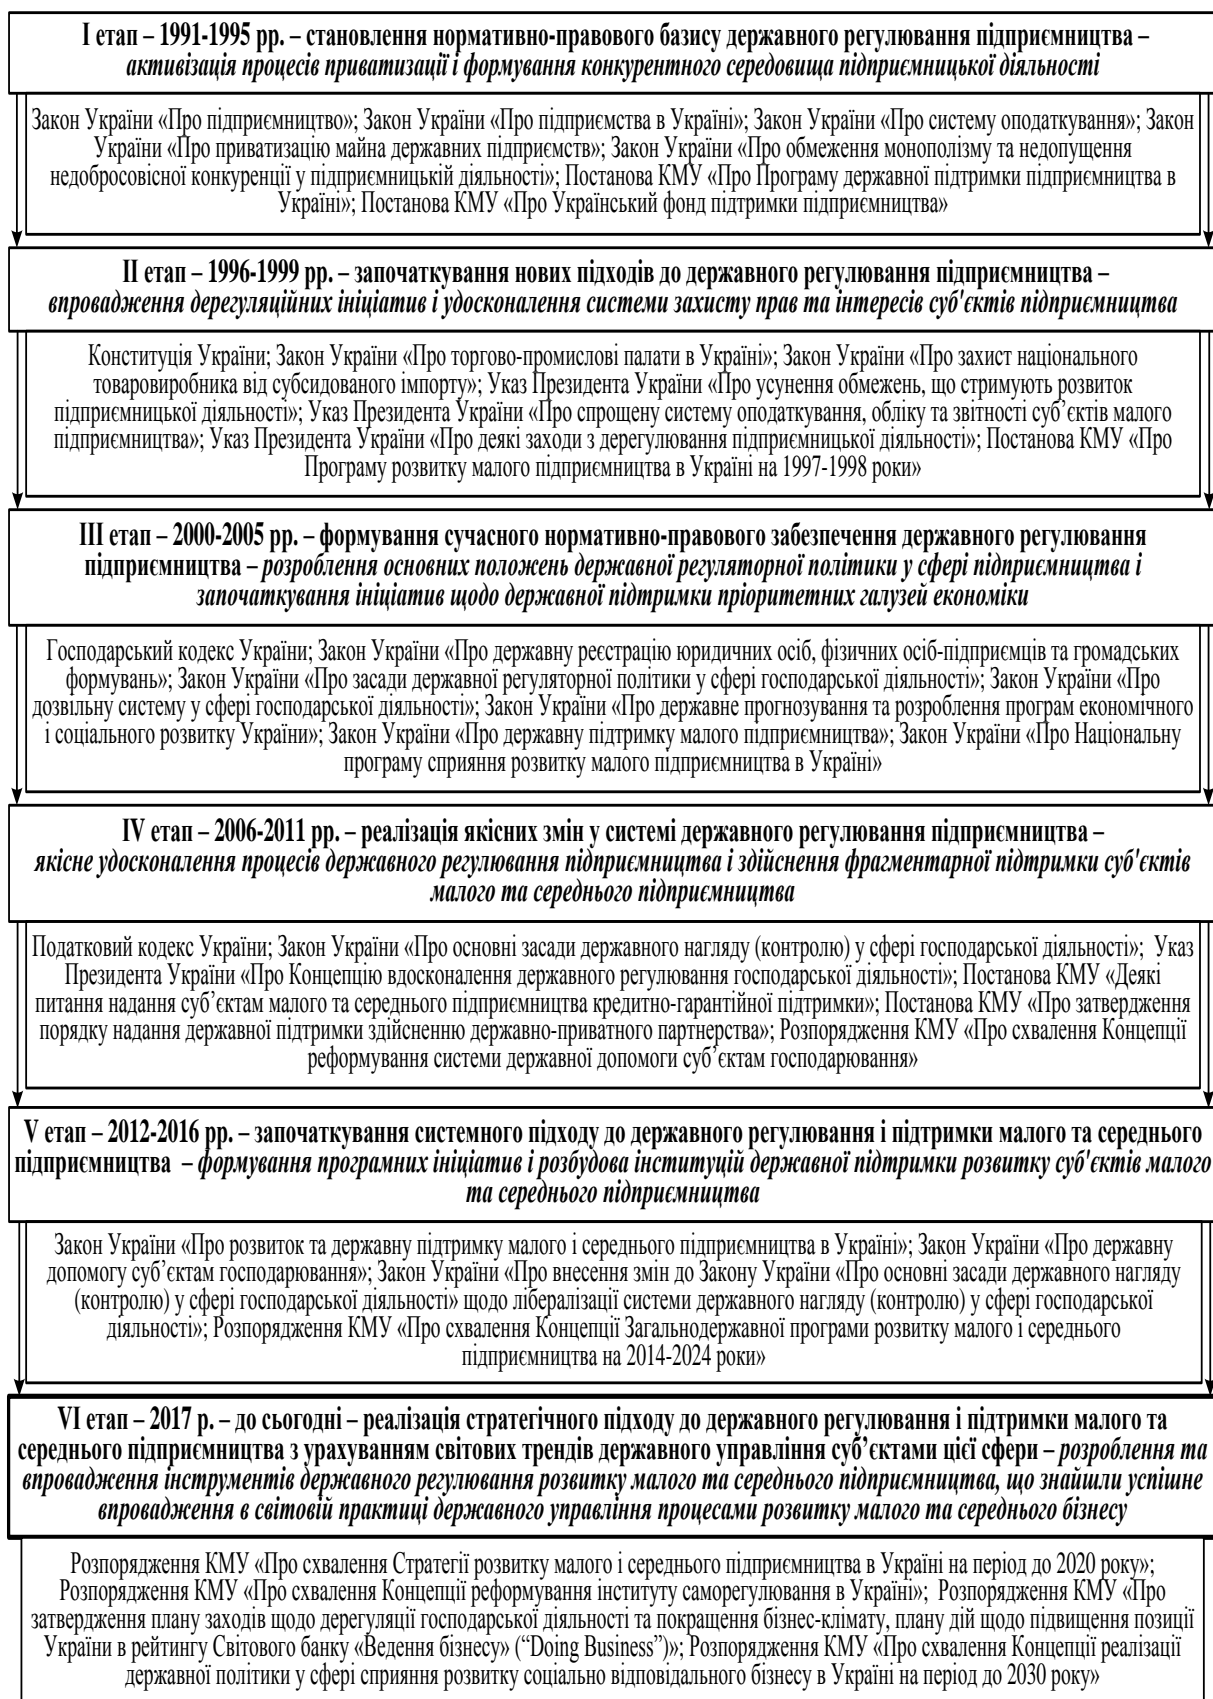 І етап – 1991-1995 рр. – становлення нормативно-правового базису державного регулювання підприємництва –
активізація процесів приватизації і формування конкурентного середовища підприємницької діяльності
Закон України «Про підприємництво»; Закон України «Про підприємства в Україні»; Закон України «Про систему оподаткування»; Закон
України «Про приватизацію майна державних підприємств»; Закон України «Про обмеження монополізму та недопущення
недобросовісної конкуренції у підприємницькій діяльності»; Постанова КМУ «Про Програму державної підтримки підприємництва в
Україні»; Постанова КМУ «Про Український фонд підтримки підприємництва»
ІІ етап – 1996-1999 рр. – започаткування нових підходів до державного регулювання підприємництва –
впровадження дерегуляційних ініціатив і удосконалення системи захисту прав та інтересів суб'єктів підприємництва
Конституція України; Закон України «Про торгово-промислові палати в Україні»; Закон України «Про захист національного
товаровиробника від субсидованого імпорту»; Указ Президента України «Про усунення обмежень, що стримують розвиток
підприємницької діяльності»; Указ Президента України «Про спрощену систему оподаткування, обліку та звітності суб’єктів малого
підприємництва»; Указ Президента України «Про деякі заходи з дерегулювання підприємницької діяльності»; Постанова КМУ «Про
Програму розвитку малого підприємництва в Україні на 1997-1998 роки»
ІІІ етап – 2000-2005 рр. – формування сучасного нормативно-правового забезпечення державного регулювання
підприємництва – розроблення основних положень державної регуляторної політики у сфері підприємництва і
започаткування ініціатив щодо державної підтримки пріоритетних галузей економіки
Господарський кодекс України; Закон України «Про державну реєстрацію юридичних осіб, фізичних осіб-підприємців та громадських
формувань»; Закон України «Про засади державної регуляторної політики у сфері господарської діяльності»; Закон України «Про
дозвільну систему у сфері господарської діяльності»; Закон України «Про державне прогнозування та розроблення програм економічного
і соціального розвитку України»; Закон України «Про державну підтримку малого підприємництва»; Закон України «Про Національну
програму сприяння розвитку малого підприємництва в Україні»
IV етап – 2006-2011 рр. – реалізація якісних змін у системі державного регулювання підприємництва –
якісне удосконалення процесів державного регулювання підприємництва і здійснення фрагментарної підтримки суб'єктів
малого та середнього підприємництва
Податковий кодекс України; Закон України «Про основні засади державного нагляду (контролю) у сфері господарської діяльності»; Указ
Президента України «Про Концепцію вдосконалення державного регулювання господарської діяльності»; Постанова КМУ «Деякі
питання надання суб’єктам малого та середнього підприємництва кредитно-гарантійної підтримки»; Постанова КМУ «Про затвердження
порядку надання державної підтримки здійсненню державно-приватного партнерства»; Розпорядження КМУ «Про схвалення Концепції
реформування системи державної допомоги суб’єктам господарювання»
V етап – 2012-2016 рр. – започаткування системного підходу до державного регулювання і підтримки малого та середнього
підприємництва – формування програмних ініціатив і розбудова інституцій державної підтримки розвитку суб'єктів малого
та середнього підприємництва
Закон України «Про розвиток та державну підтримку малого і середнього підприємництва в Україні»; Закон України «Про державну
допомогу суб’єктам господарювання»; Закон України «Про внесення змін до Закону України «Про основні засади державного нагляду
(контролю) у сфері господарської діяльності» щодо лібералізації системи державного нагляду (контролю) у сфері господарської
діяльності»; Розпорядження КМУ «Про схвалення Концепції Загальнодержавної програми розвитку малого і середнього
підприємництва на 2014-2024 роки»
VI етап – 2017 р. – до сьогодні – реалізація стратегічного підходу до державного регулювання і підтримки малого та
середнього підприємництва з урахуванням світових трендів державного управління суб’єктами цієї сфери – розроблення та
впровадження інструментів державного регулювання розвитку малого та середнього підприємництва, що знайшли успішне
впровадження в світовій практиці державного управління процесами розвитку малого та середнього бізнесу
Розпорядження КМУ «Про схвалення Стратегії розвитку малого і середнього підприємництва в Україні на період до 2020 року»;
Розпорядження КМУ «Про схвалення Концепції реформування інституту саморегулювання в Україні»; Розпорядження КМУ «Про
затвердження плану заходів щодо дерегуляції господарської діяльності та покращення бізнес-клімату, плану дій щодо підвищення позиції
України в рейтингу Світового банку «Ведення бізнесу» (“Doing Business”)»; Розпорядження КМУ «Про схвалення Концепції реалізації
державної політики у сфері сприяння розвитку соціально відповідального бізнесу в Україні на період до 2030 року»